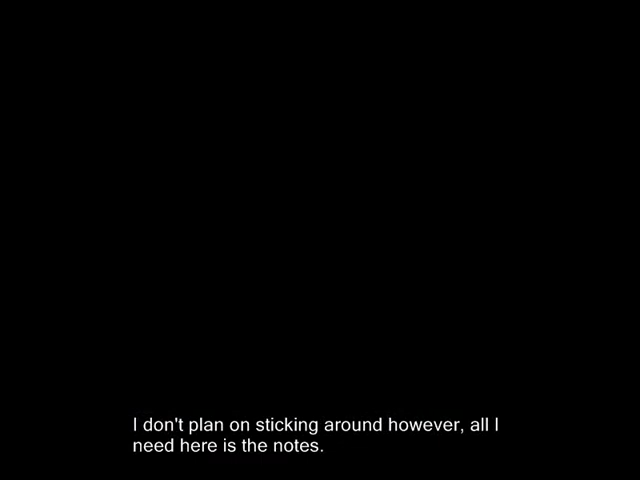 I don't plan on sticking around however, all I
need here is the notes.